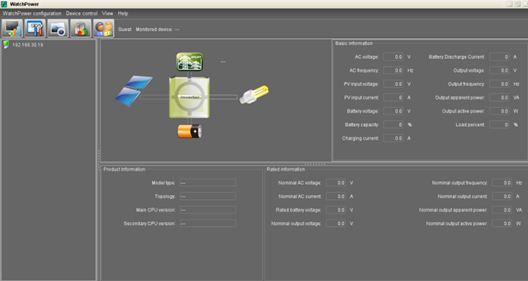 WatchPower
WatchPower configuration Device control View Help
Guest Monitored device: ---
192.168.30.16
---
Basic information
AC voltage: 0.0 V
AC frequency: 0.0 Hz
PV input voltage: 0.0 V
PV input current: 0 A
Battery voltage: 0.0 V
Battery capacity: 0 %
Charging current: 0.0 A
Battery Discharge Current: 0 A
Output voltage: 0.0 V
Output frequency: 0.0 Hz
Output apparent power: 0.0 VA
Output active power: 0.0 W
Load percent: 0 %
Product information
Model type: ---
Topology: ---
Main CPU version: ---
Secondary CPU version: ---
Rated information
Nominal AC voltage: 0.0 V
Nominal AC current: 0.0 A
Rated battery voltage: 0.0 V
Nominal output voltage: 0.0 V
Nominal output frequency: 0.0 Hz
Nominal output current: 0.0 A
Nominal output apparent power: 0.0 VA
Nominal output active power: 0.0 W